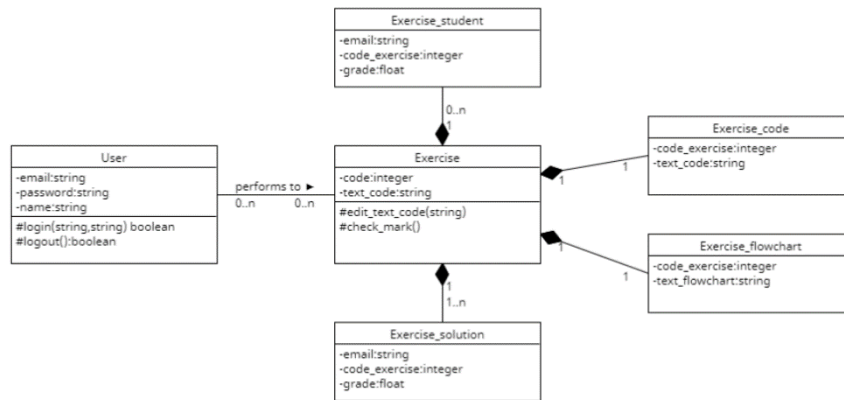 Exercise_student
-email:string
-code_exercise:integer
-grade:float
0..n
1
User
-email:string
-password:string
-name:string
#login(string,string) boolean
#logout():boolean
performs to ►
0..n 0..n
Exercise
-code:integer
-text_code:string
#edit_text_code(string)
#check_mark()
Exercise_code
-code_exercise:integer
-text_code:string
1 1
Exercise_flowchart
-code_exercise:integer
-text_flowchart:string
1 1
1
1..n
Exercise_solution
-email:string
-code_exercise:integer
-grade:float